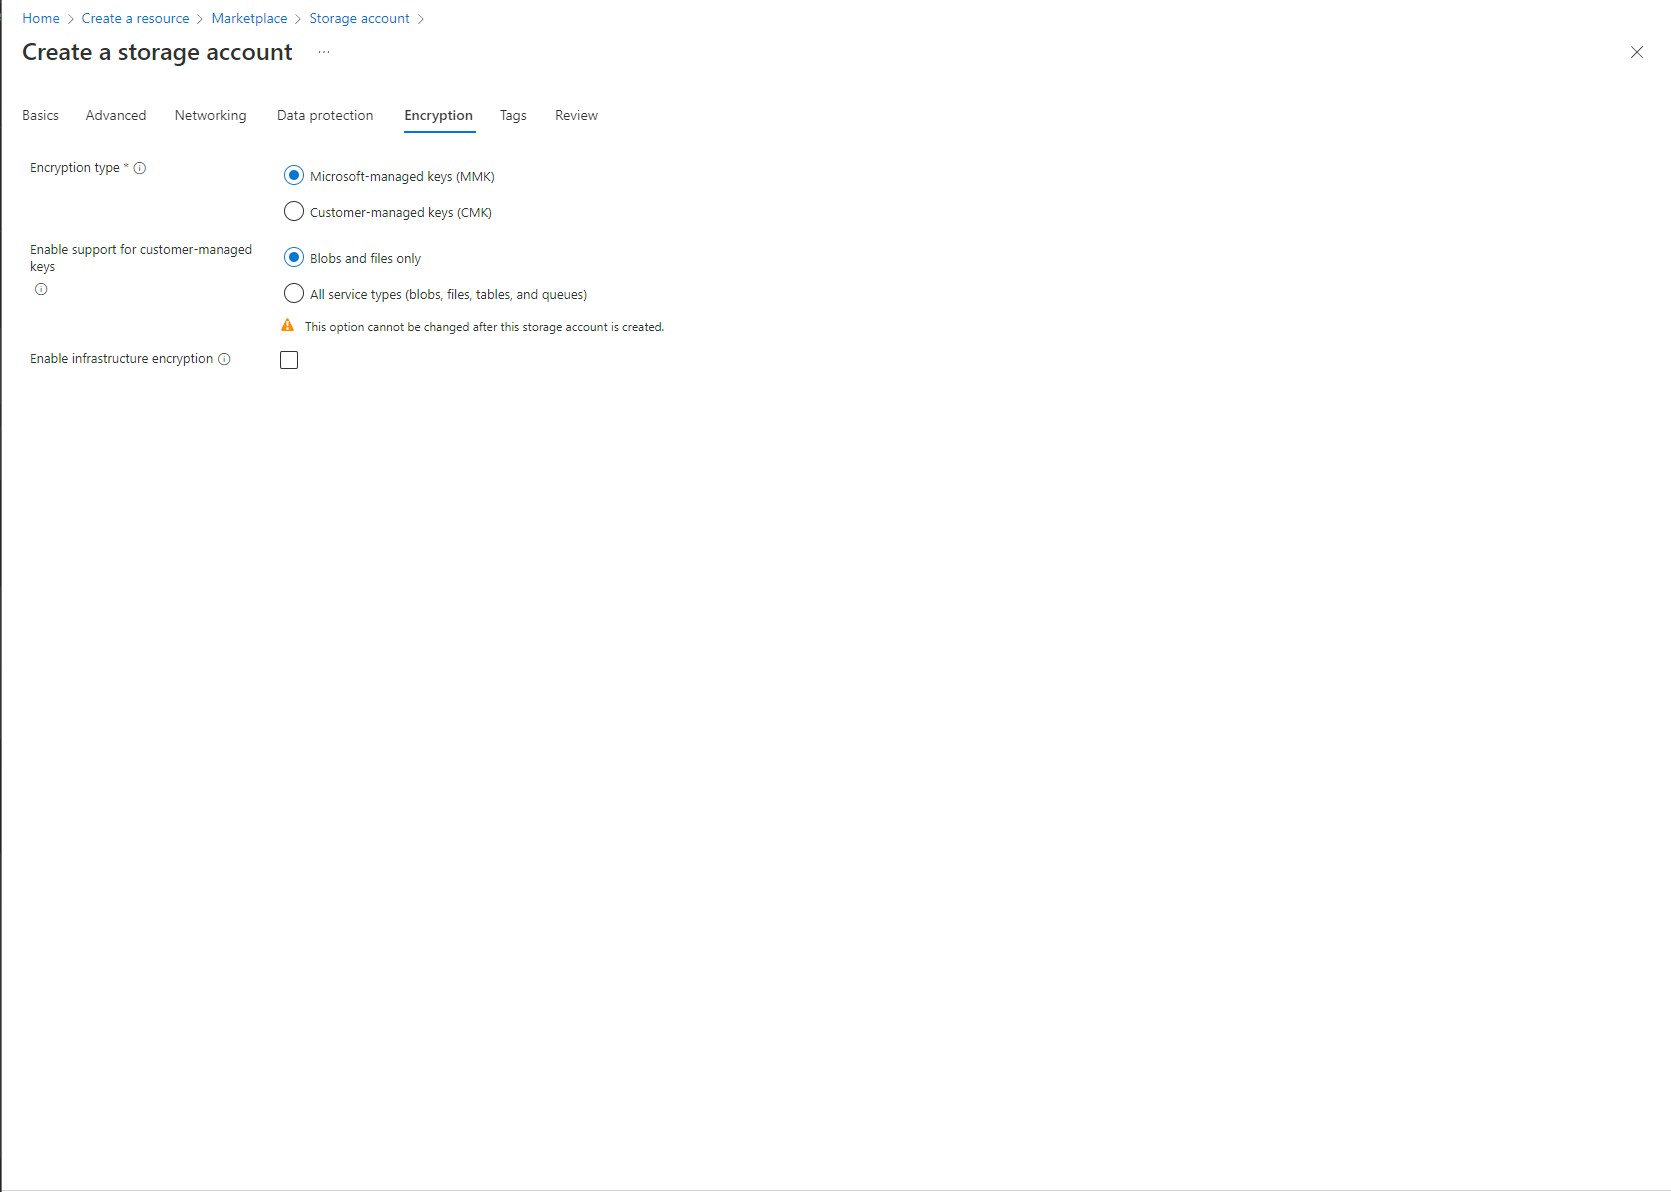 Home > Create a resource > Marketplace > Storage account >
Create a storage account ...
Basics Advanced Networking Data protection Encryption Tags Review
Encryption type *
Microsoft-managed keys (MMK)
Customer-managed keys (CMK)
Enable support for customer-managed
keys
Blobs and files only
All service types (blobs, files, tables, and queues)
This option cannot be changed after this storage account is created.
Enable infrastructure encryption